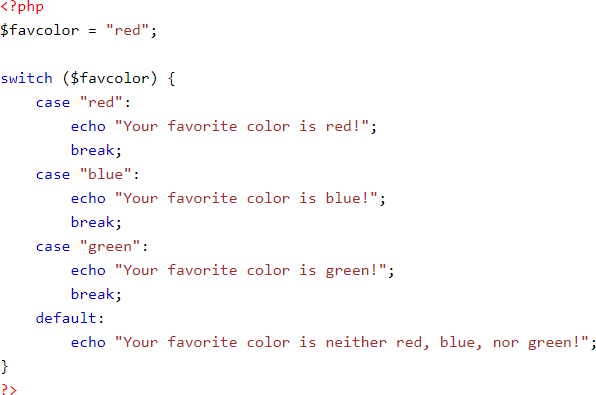 <?php
$favcolor = "red";

switch ($favcolor) {
    case "red":
        echo "Your favorite color is red!";
        break;
    case "blue":
        echo "Your favorite color is blue!";
        break;
    case "green":
        echo "Your favorite color is green!";
        break;
    default:
        echo "Your favorite color is neither red, blue, nor green!";
}
?>